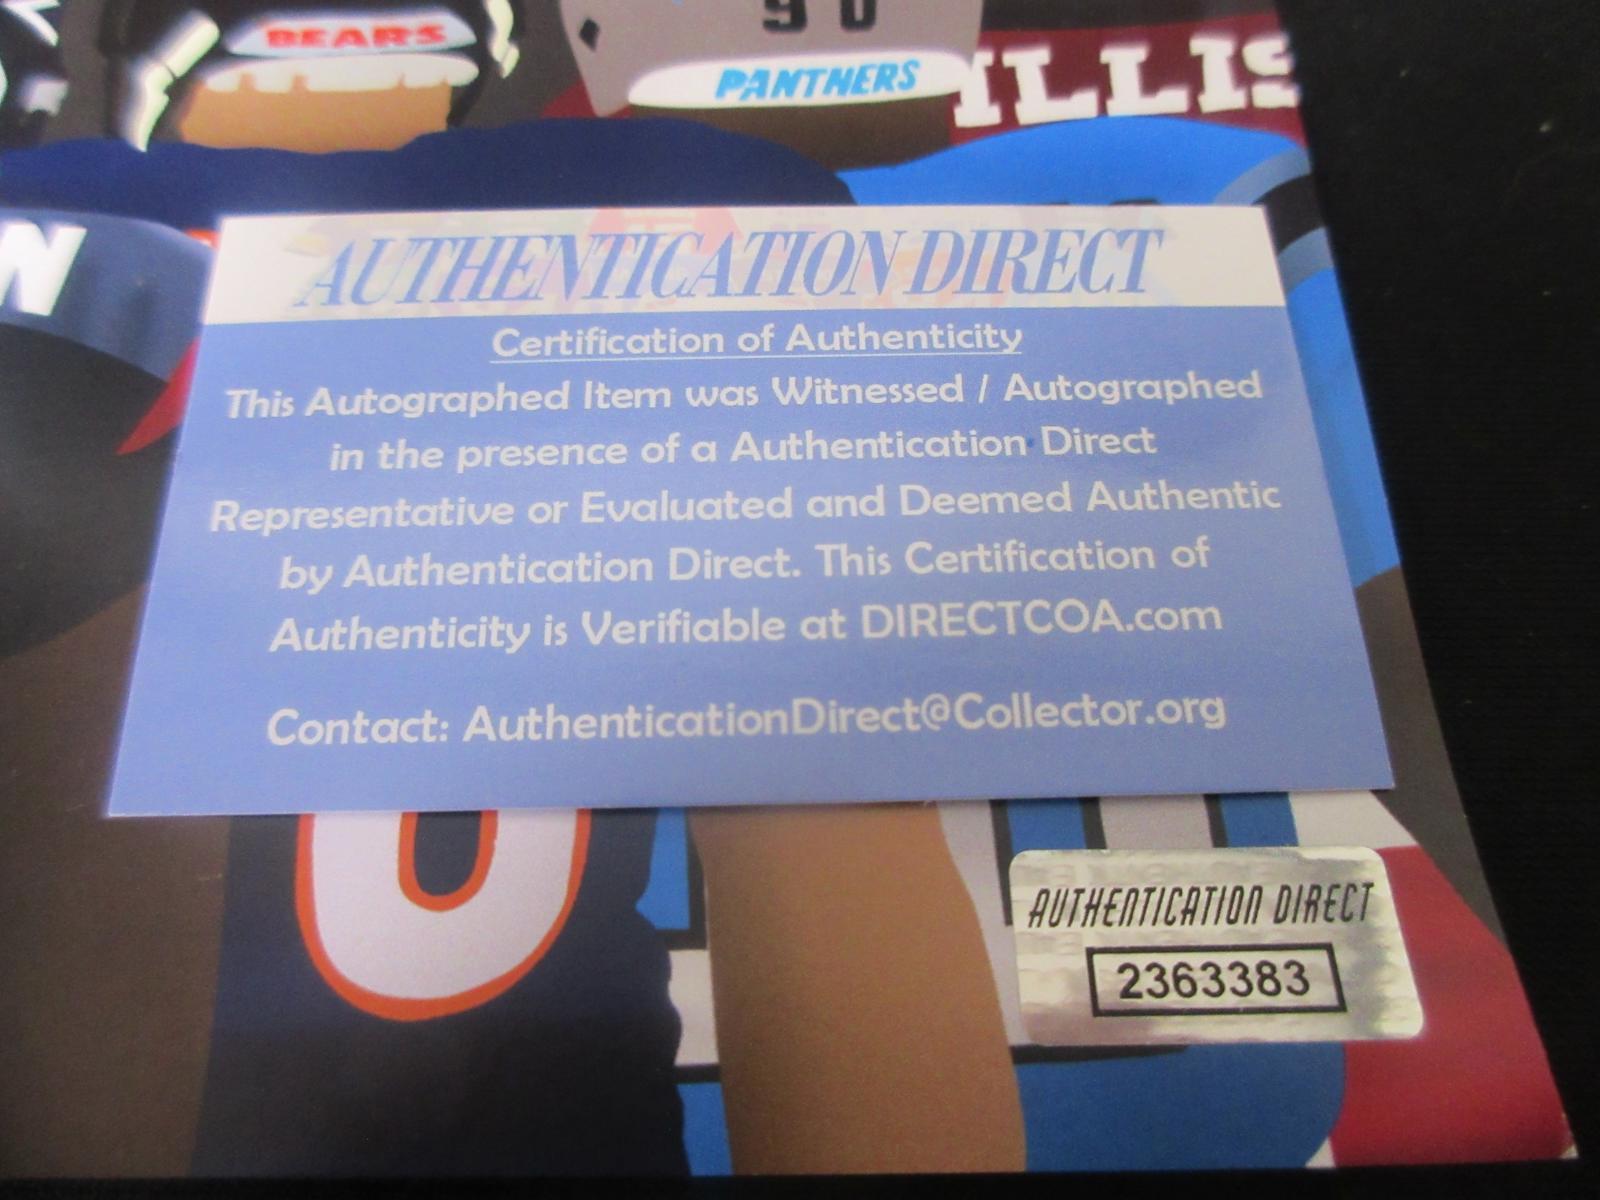 BEARS
90
PANTHERS
ILLIS
N
AUTHENTICATION DIRECT
Certification of Authenticity
This Autographed Item was Witnessed / Autographed
in the presence of a Authentication Direct
Representative or Evaluated and Deemed Authentic
by Authentication Direct. This Certification of
Authenticity is Verifiable at DIRECTCOA.com
Contact: AuthenticationDirect@Collector.org
AUTHENTICATION DIRECT
2363383